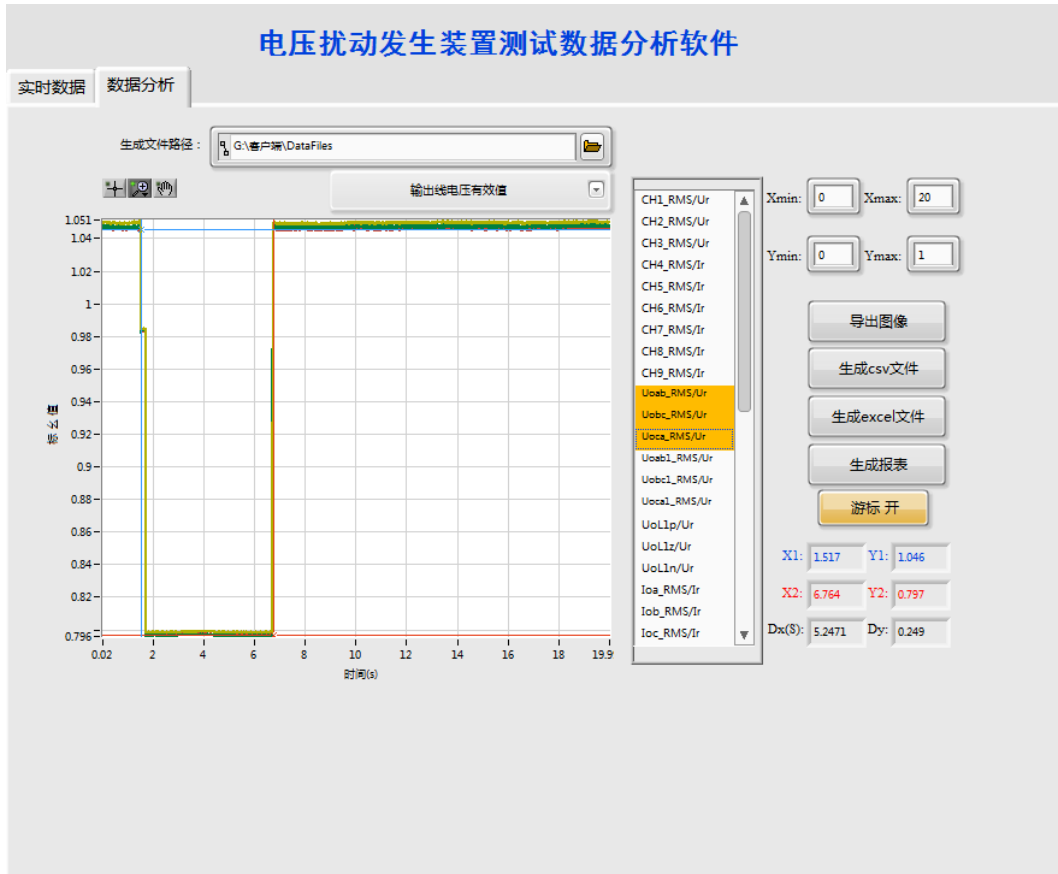 电压扰动发生装置测试数据分析软件
实时数据
数据分析
生成文件路径：
G:\客户端\DataFiles
输出线电压有效值
1.051
1.04
1.02
1
0.98
0.96
0.94
0.92
0.9
0.88
0.86
0.84
0.82
0.796
标幺值
0.02 2 4 6 8 10 12 14 16 18 19.9
时间(s)
CH1_RMS/Ur
CH2_RMS/Ur
CH3_RMS/Ur
CH4_RMS/Ir
CH5_RMS/Ir
CH6_RMS/Ir
CH7_RMS/Ir
CH8_RMS/Ir
CH9_RMS/Ir
Uoab_RMS/Ur
Uobc_RMS/Ur
Uoca_RMS/Ur
Uoab1_RMS/Ur
Uobc1_RMS/Ur
Uoca1_RMS/Ur
UoL1p/Ur
UoL1z/Ur
UoL1n/Ur
Ioa_RMS/Ir
Iob_RMS/Ir
Ioc_RMS/Ir
Xmin: 0 Xmax: 20
Ymin: 0 Ymax: 1
导出图像
生成csv文件
生成excel文件
生成报表
游标 开
X1: 1.517 Y1: 1.046
X2: 6.764 Y2: 0.797
Dx(S): 5.2471 Dy: 0.249